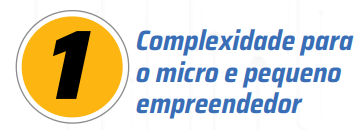 1
Complexidade para
o micro e pequeno
empreendedor